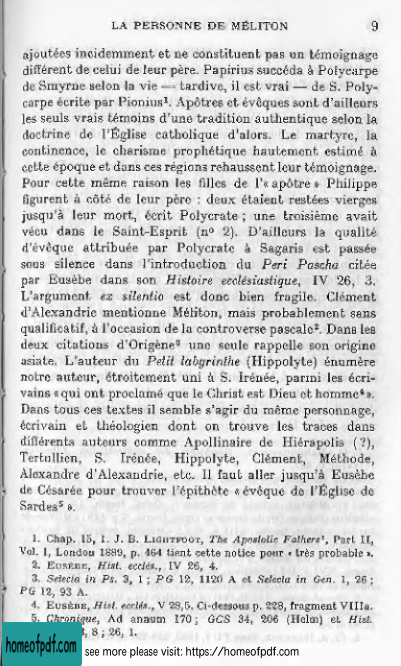 LA PERSONNE DE MÉLITON 9
ajoutées incidemment et ne constituent pas un témoignage
différent de celui de leur père. Papirius succéda à Polycarpe
de Smyrne selon la vie — tardive, il est vrai — de S. Poly-
carpe écrite par Pionius¹. Apôtres et évêques sont d'ailleurs
les seuls vrais témoins d'une tradition authentique selon la
doctrine de l'Église catholique d'alors. Le martyre, la
continence, le charisme prophétique hautement estimé à
cette époque et dans ces régions rehaussent leur témoignage.
Pour cette même raison les filles de l'« apôtre » Philippe
figurent à côté de leur père : deux étaient restées vierges
jusqu'à leur mort, écrit Polycrate ; une troisième avait
vécu dans le Saint-Esprit (nº 2). D'ailleurs la qualité
d'évêque attribuée par Polycrate à Sagaris est passée
sous silence dans l'introduction du Peri Pascha citée
par Eusèbe dans son Histoire ecclésiastique, IV 26, 3.
L'argument ex silentio est donc bien fragile. Clément
d'Alexandrie mentionne Méliton, mais probablement sans
qualificatif, à l'occasion de la controverse pascale². Dans les
deux citations d'Origène³ une seule rappelle son origine
asiate. L'auteur du Petit labyrinthe (Hippolyte) énumère
notre auteur, étroitement uni à S. Irénée, parmi les écri-
vains « qui ont proclamé que le Christ est Dieu et homme⁴ ».
Dans tous ces textes il semble s'agir du même personnage,
écrivain et théologien dont on trouve les traces dans
différents auteurs comme Apollinaire de Hiérapolis (?),
Tertullien, S. Irénée, Hippolyte, Clément, Méthode,
Alexandre d'Alexandrie, etc. Il faut aller jusqu'à Eusèbe
de Césarée pour trouver l'épithète « évêque de l'Église de
Sardes⁵ ».
1. Chap. 15, 1. J. B. LIGHTFOOT, The Apostolic Fathers², Part II,
Vol. I, London 1889, p. 464 tient cette notice pour « très probable ».
2. EUSÈBE, Hist. ecclés., IV 26, 4.
3. Selecta in Ps. 3, 1 ; PG 12, 1120 A et Selecta in Gen. 1, 26 ;
PG 12, 93 A.
4. EUSÈBE, Hist. ecclés., V 28,5. Ci-dessous p. 228, fragment VIIIa.
5. Chronique, Ad annum 170 ; GCS 34, 206 (Helm) et Hist.
8 ; 26, 1.
homeofpdf.com
see more please visit: https://homeofpdf.com